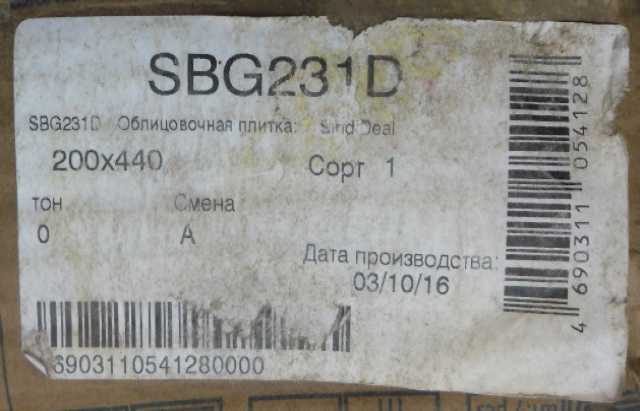 SBG231D
SBG231D Облицовочная плитка: Sind Deal
200x440
Сорт 1
тон
Смена
0
A
Дата производства:
03/10/16
4 690311 054128
6903110541280000